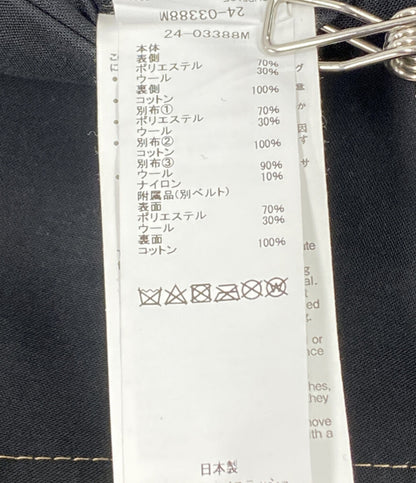 24-03388M
24-03388M
本体
表側
ポリエステル 70%
ウール 30%
裏側
コットン 100%
別布①
ポリエステル 70%
ウール 30%
別布②
コットン 100%
別布③
ウール 90%
ナイロン 10%
附属品(別ベルト)
表面
ポリエステル 70%
ウール 30%
裏面
コットン 100%
W
日本製
or